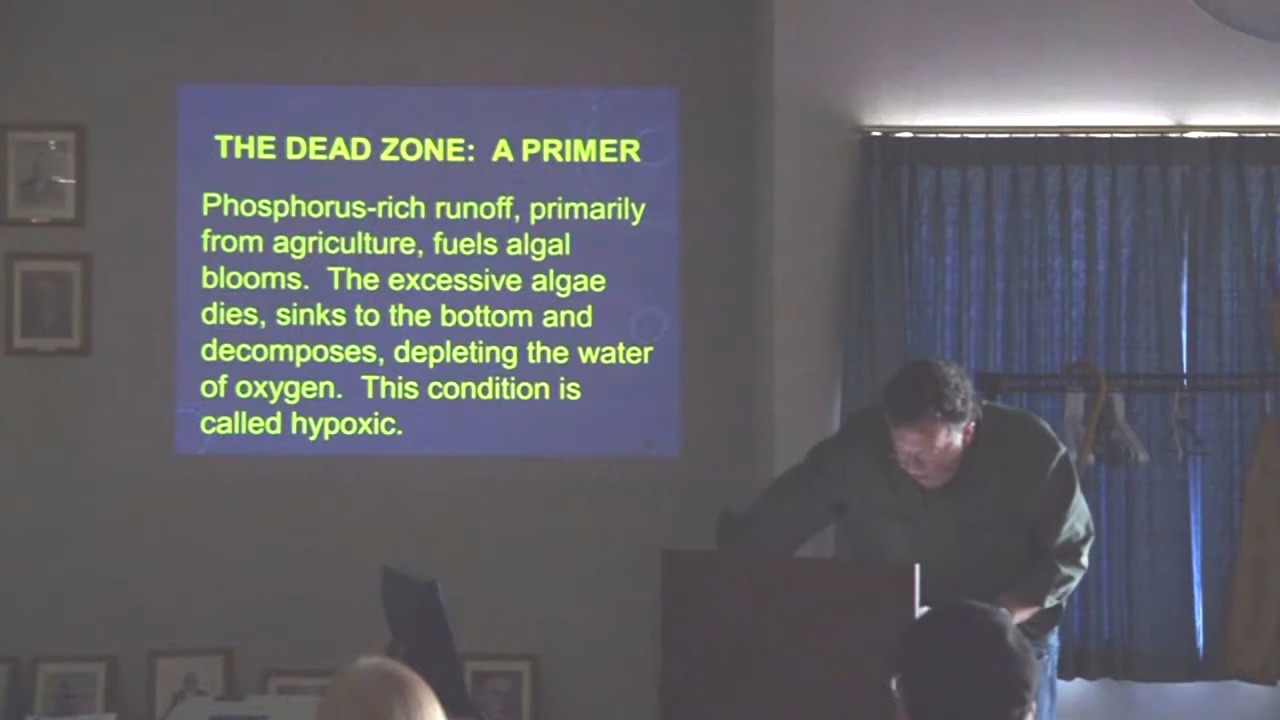 THE DEAD ZONE:  A PRIMER
Phosphorus-rich runoff, primarily
from agriculture, fuels algal
blooms.  The excessive algae
dies, sinks to the bottom and
decomposes, depleting the water
of oxygen.  This condition is
called hypoxic.